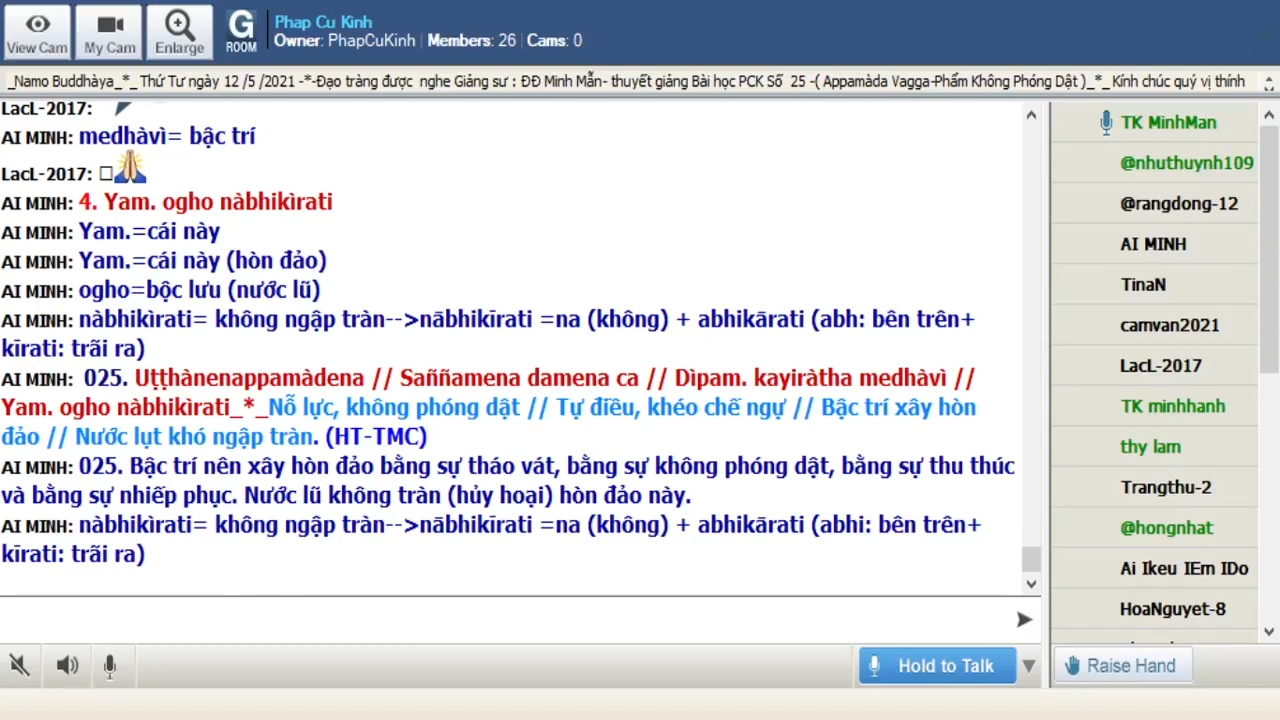 View Cam
My Cam
Enlarge
G
ROOM
Phap Cu Kinh
Owner: PhapCuKinh | Members: 26 | Cams: 0
_Namo Buddhàya_*_ Thứ Tư ngày 12 /5 /2021 -*-Đạo tràng được nghe Giảng sư : ĐĐ Minh Mẫn- thuyết giảng Bài học PCK Số 25 -( Appamàda Vagga-Phẩm Không Phóng Dật )_*_ Kính chúc quý vị thính
LacL-2017:
AI MINH: medhàvì= bậc trí
LacL-2017:
AI MINH: 4. Yam. ogho nàbhikìrati
AI MINH: Yam.=cái này
AI MINH: Yam.=cái này (hòn đảo)
AI MINH: ogho=bộc lưu (nước lũ)
AI MINH: nàbhikìrati= không ngập tràn-->nābhikīrati =na (không) + abhikārati (abh: bên trên+
kīrati: trãi ra)
AI MINH: 025. Uṭṭhànenappamàdena // Saññamena damena ca // Dìpam. kayiràtha medhàvì //
Yam. ogho nàbhikìrati_*_Nỗ lực, không phóng dật // Tự điều, khéo chế ngự // Bậc trí xây hòn
đảo // Nước lụt khó ngập tràn. (HT-TMC)
AI MINH: 025. Bậc trí nên xây hòn đảo bằng sự tháo vát, bằng sự không phóng dật, bằng sự thu thúc
và bằng sự nhiếp phục. Nước lũ không tràn (hủy hoại) hòn đảo này.
AI MINH: nàbhikìrati= không ngập tràn-->nābhikīrati =na (không) + abhikārati (abhi: bên trên+
kīrati: trãi ra)
TK MinhMan
@nhuthuynh109
@rangdong-12
AI MINH
TinaN
camvan2021
LacL-2017
TK minhhanh
thy lam
Trangthu-2
@hongnhat
Ai Ikeu IEm IDo
HoaNguyet-8
Hold to Talk
Raise Hand